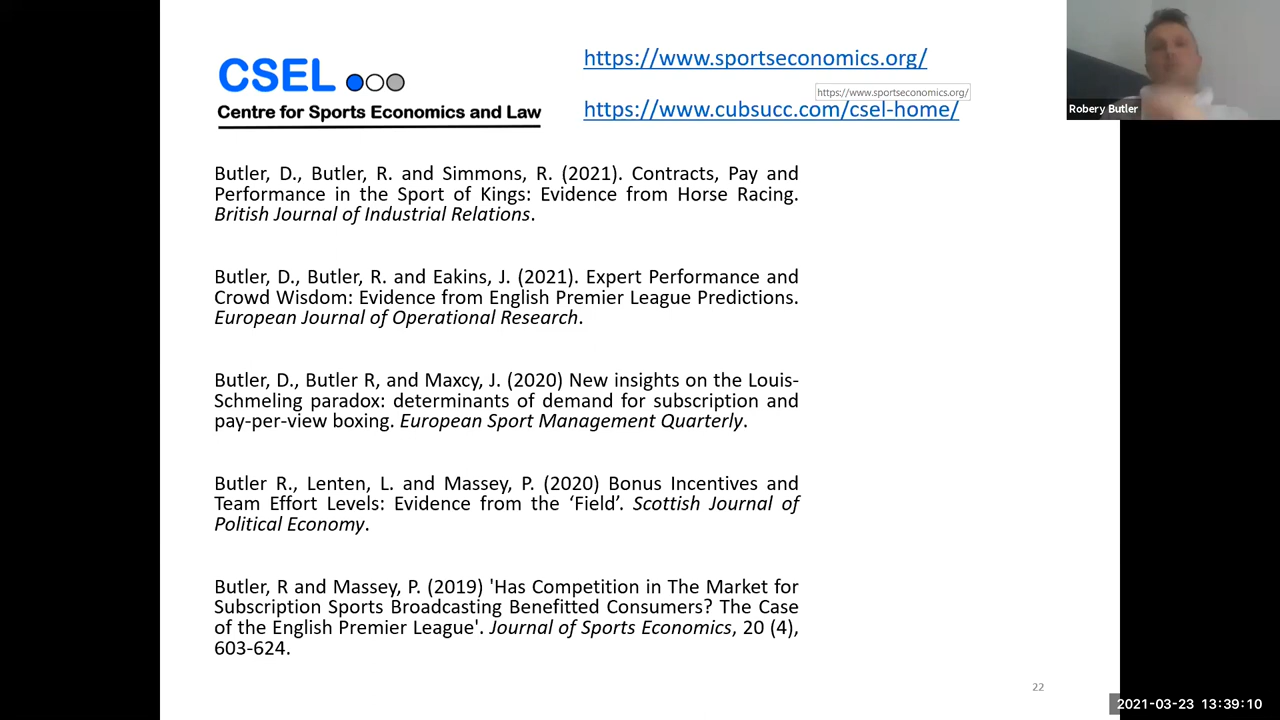 CSEL
Centre for Sports Economics and Law
https://www.sportseconomics.org/
https://www.sportseconomics.org/
https://www.cubsucc.com/csel-home/
Robery Butler
Butler, D., Butler, R. and Simmons, R. (2021). Contracts, Pay and
Performance in the Sport of Kings: Evidence from Horse Racing.
British Journal of Industrial Relations.
Butler, D., Butler, R. and Eakins, J. (2021). Expert Performance and
Crowd Wisdom: Evidence from English Premier League Predictions.
European Journal of Operational Research.
Butler, D., Butler R, and Maxcy, J. (2020) New insights on the Louis-
Schmeling paradox: determinants of demand for subscription and
pay-per-view boxing. European Sport Management Quarterly.
Butler R., Lenten, L. and Massey, P. (2020) Bonus Incentives and
Team Effort Levels: Evidence from the ‘Field’. Scottish Journal of
Political Economy.
Butler, R and Massey, P. (2019) 'Has Competition in The Market for
Subscription Sports Broadcasting Benefitted Consumers? The Case
of the English Premier League'. Journal of Sports Economics, 20 (4),
603-624.
22
2021-03-23 13:39:10